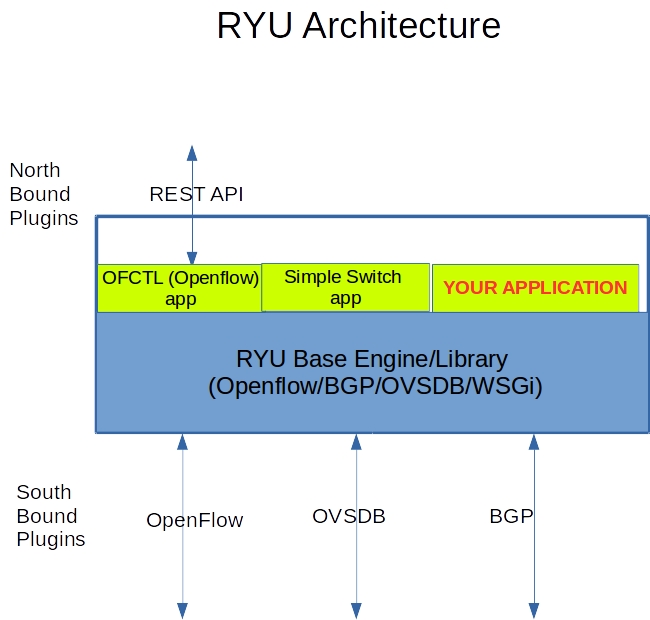 RYU Architecture
North
Bound
Plugins
REST API
OFCTL (Openflow)
app
Simple Switch
app
YOUR APPLICATION
RYU Base Engine/Library
(Openflow/BGP/OVSDB/WSGi)
South
Bound
Plugins
OpenFlow
OVSDB
BGP